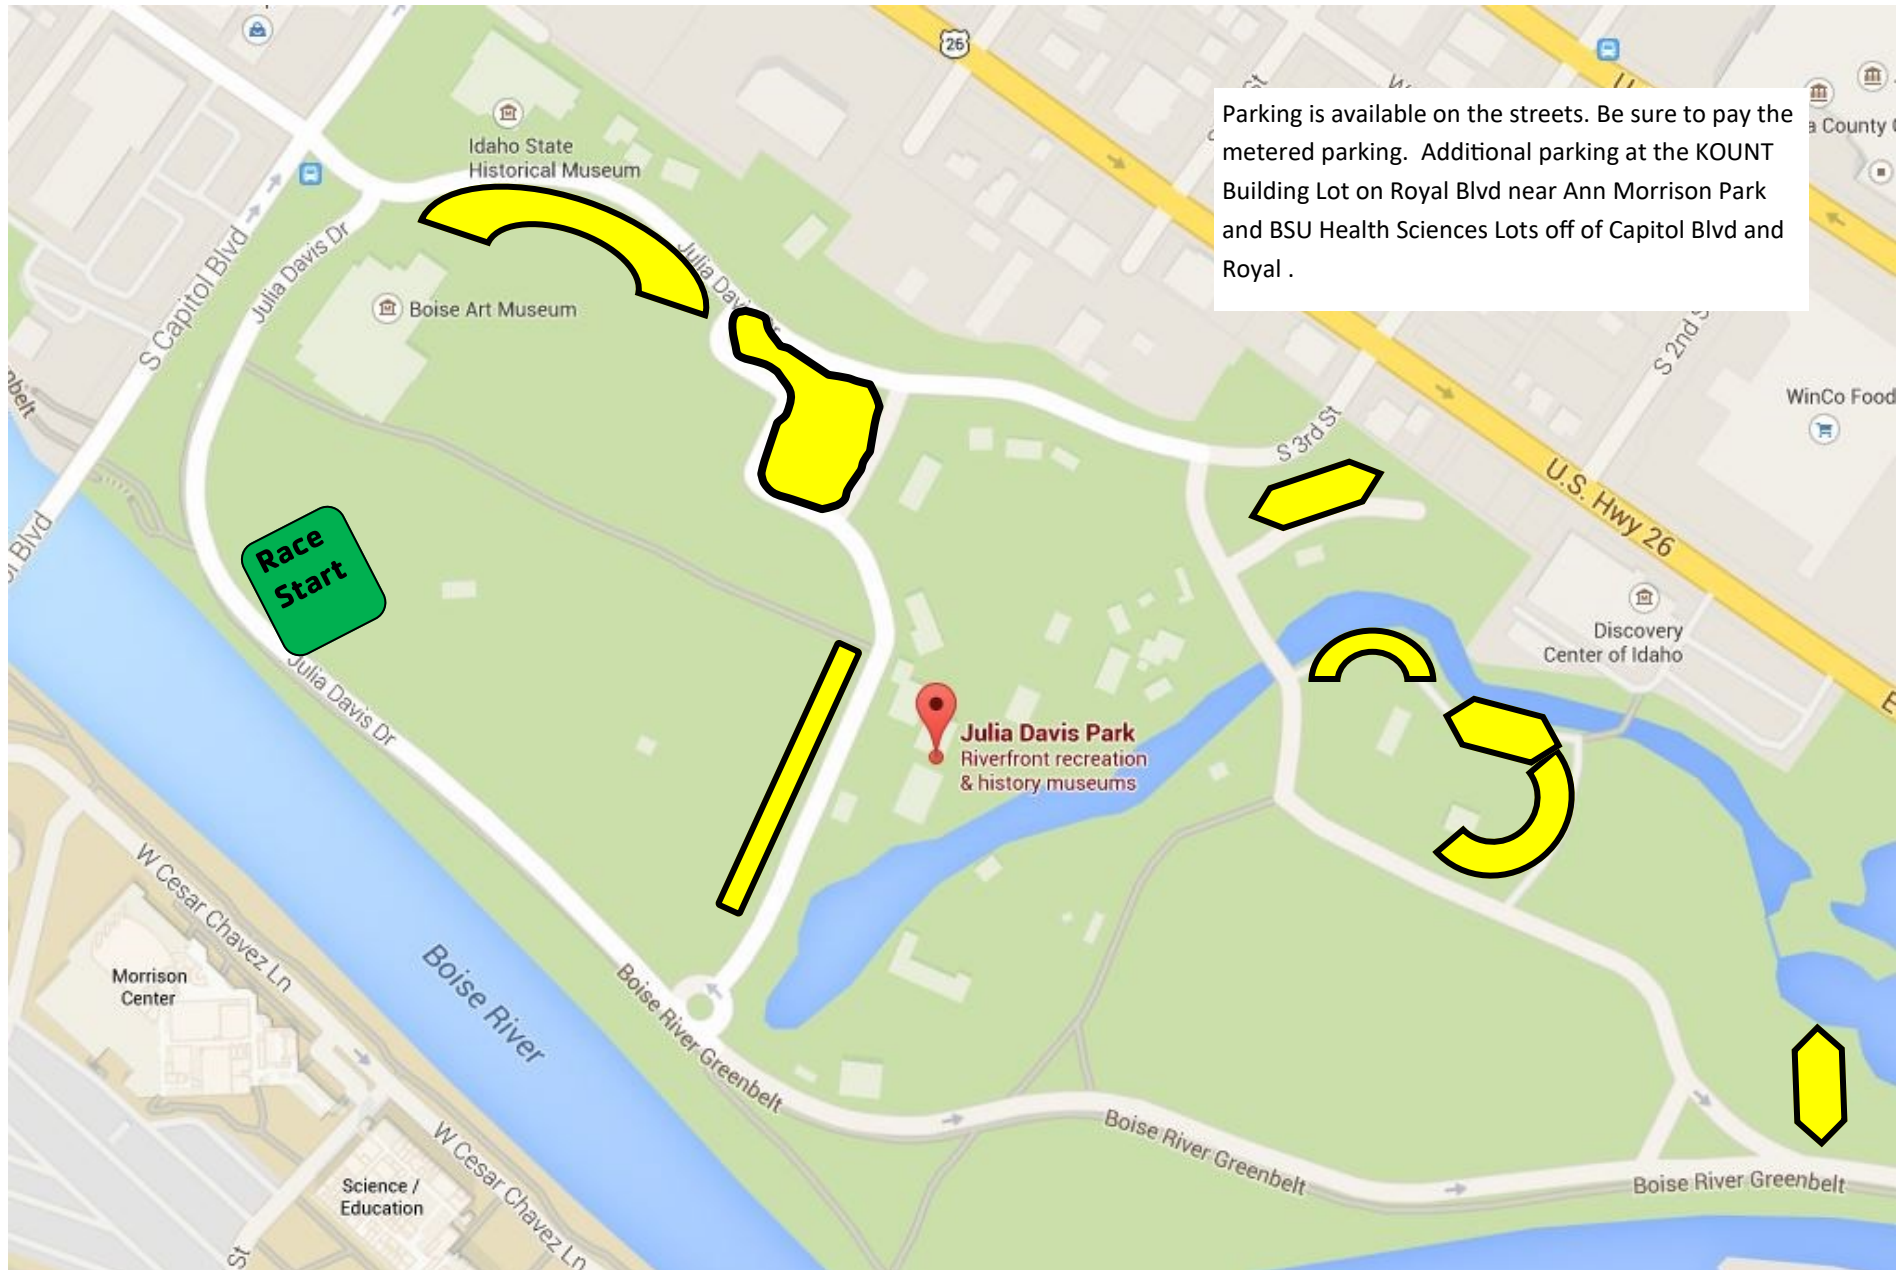 26
Idaho State
Historical Museum
Parking is available on the streets. Be sure to pay the
metered parking.  Additional parking at the KOUNT
Building Lot on Royal Blvd near Ann Morrison Park
and BSU Health Sciences Lots off of Capitol Blvd and
Royal .
a County
S Capitol Blvd
Julia Davis Dr
Julia Davis Dr
Boise Art Museum
S 2nd
WinCo Food
S 3rd St
U.S. Hwy 26
Blvd
Race
Start
Discovery
Center of Idaho
Julia Davis Dr
Julia Davis Park
Riverfront recreation
& history museums
W Cesar Chavez Ln
Morrison
Center
Boise River
Boise River Greenbelt
Boise River Greenbelt
Boise River Greenbelt
W Cesar Chavez Ln
Science /
Education
St